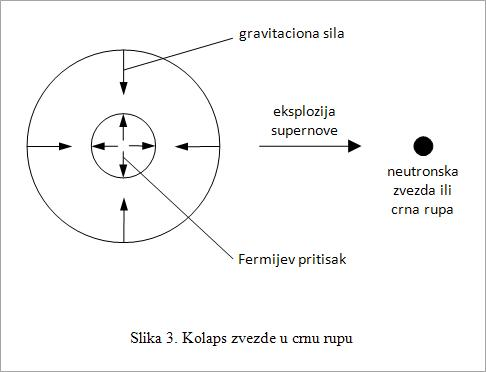 gravitaciona sila
eksplozija
supernove
neutronska
zvezda ili
crna rupa
Fermijev pritisak
Slika 3. Kolaps zvezde u crnu rupu